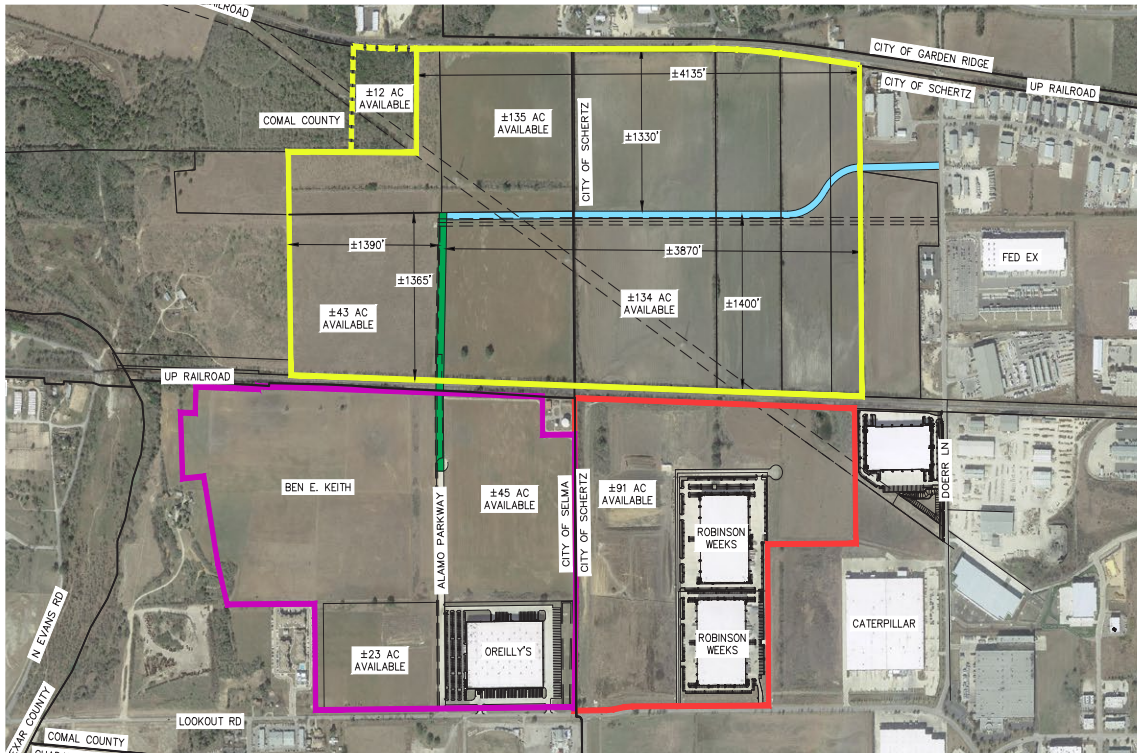 RAILROAD
CITY OF GARDEN RIDGE
CITY OF SCHERTZ
UP RAILROAD
±4135'
±12 AC
AVAILABLE
COMAL COUNTY
±135 AC
AVAILABLE
CITY OF SCHERTZ
±1330'
±1390'
±1365'
±3870'
±1400'
±43 AC
AVAILABLE
±134 AC
AVAILABLE
FED EX
UP RAILROAD
BEN E. KEITH
ALAMO PARKWAY
±45 AC
AVAILABLE
CITY OF SELMA
CITY OF SCHERTZ
±91 AC
AVAILABLE
ROBINSON
WEEKS
DOERR LN
ROBINSON
WEEKS
CATERPILLAR
OREILLY'S
±23 AC
AVAILABLE
N EVANS RD
LOOKOUT RD
EXAR COUNTY
COMAL COUNTY